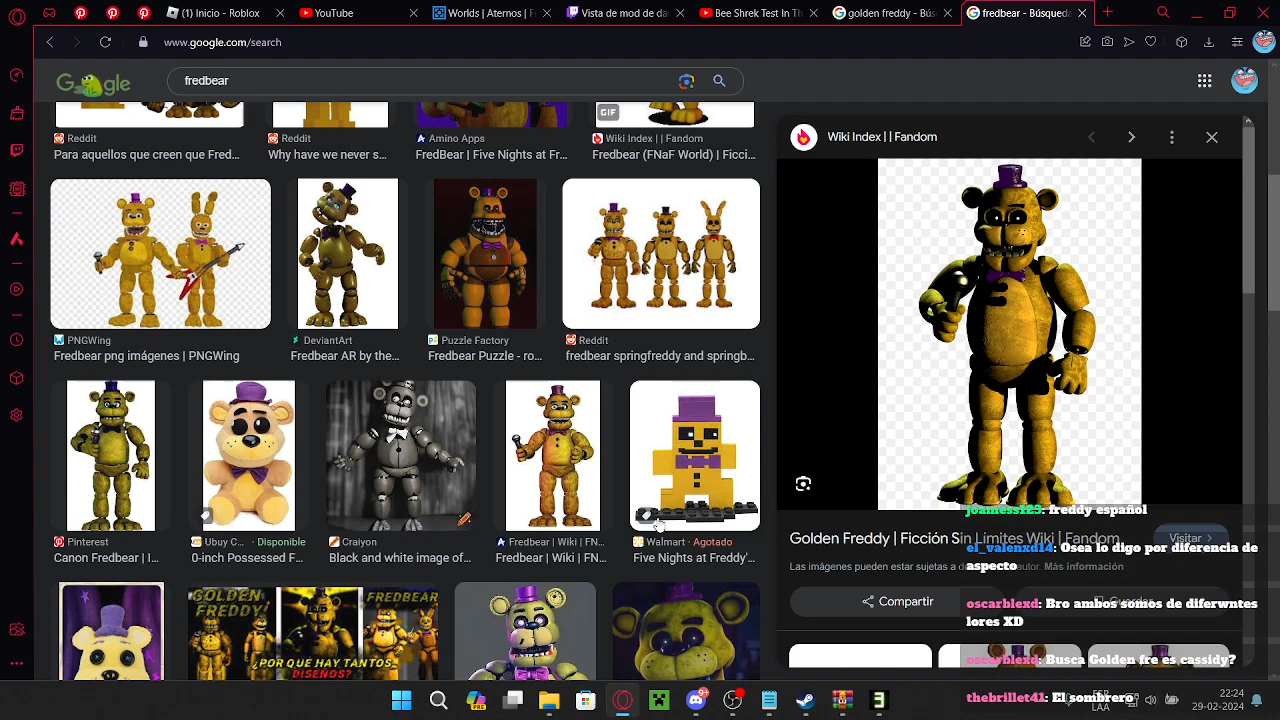 (1) Inicio - Roblox
YouTube
Worlds | Aternos | F
Vista de mod de da
Bee Shrek Test In Th
golden freddy - Bús
fredbear - Búsqueda
www.google.com/search
Google
fredbear
GIF
Reddit
Para aquellos que creen que Fred...
Reddit
Why have we never s...
Amino Apps
FredBear | Five Nights at Fr...
Wiki Index | | Fandom
Fredbear (FNaF World) | Ficci...
Wiki Index | | Fandom
PNGWing
Fredbear png imágenes | PNGWing
DeviantArt
Fredbear AR by the...
Puzzle Factory
Fredbear Puzzle - ro...
Reddit
fredbear springfreddy and springb...
Pinterest
Canon Fredbear | I...
Ubuy C... · Disponible
0-inch Possessed F...
Craiyon
Black and white image of...
Fredbear | Wiki | FN...
Fredbear | Wiki | FN...
Walmart · Agotado
Five Nights at Freddy'...
GOLDEN FREDDY!
FREDBEAR
¿POR QUE HAY TANTOS DISEÑOS?
Golden Freddy | Ficción Sin Límites Wiki | Fandom
Visitar
Las imágenes pueden estar sujetas a de autor. Más información
Compartir
Guardar
joamess123: freddy español
el_valenxd14: Osea lo digo por diferencia de
aspecto
oscarblexd: Bro ambos somos de diferwntes
lores XD
oscarblexd: Busca Golden fre es cassidy?
thebrillet41: El sombrero
LAA
22:24
29-02-2024